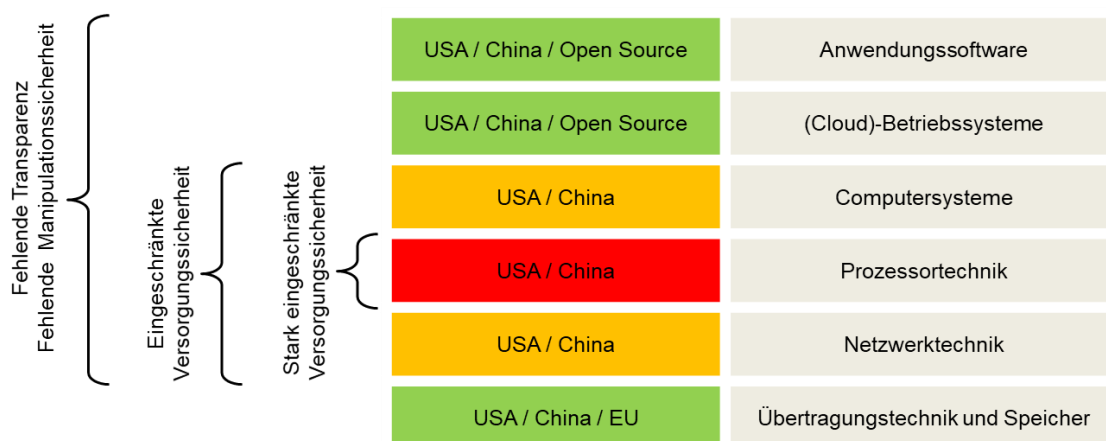 Fehlende Transparenz
Fehlende Manipulationssicherheit
Eingeschränkte
Versorgungssicherheit
Stark eingeschränkte
Versorgungssicherheit
USA / China / Open Source
Anwendungssoftware
USA / China / Open Source
(Cloud)-Betriebssysteme
USA / China
Computersysteme
USA / China
Prozessortechnik
USA / China
Netzwerktechnik
USA / China / EU
Übertragungstechnik und Speicher